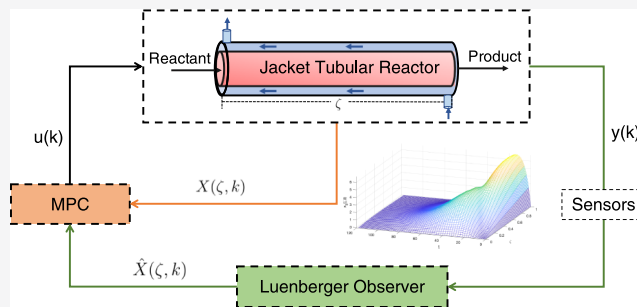 Reactant
Product
Jacket Tubular Reactor
ζ
u(k)
y(k)
X(ζ, k)
MPC
Sensors
X̂(ζ, k)
Luenberger Observer